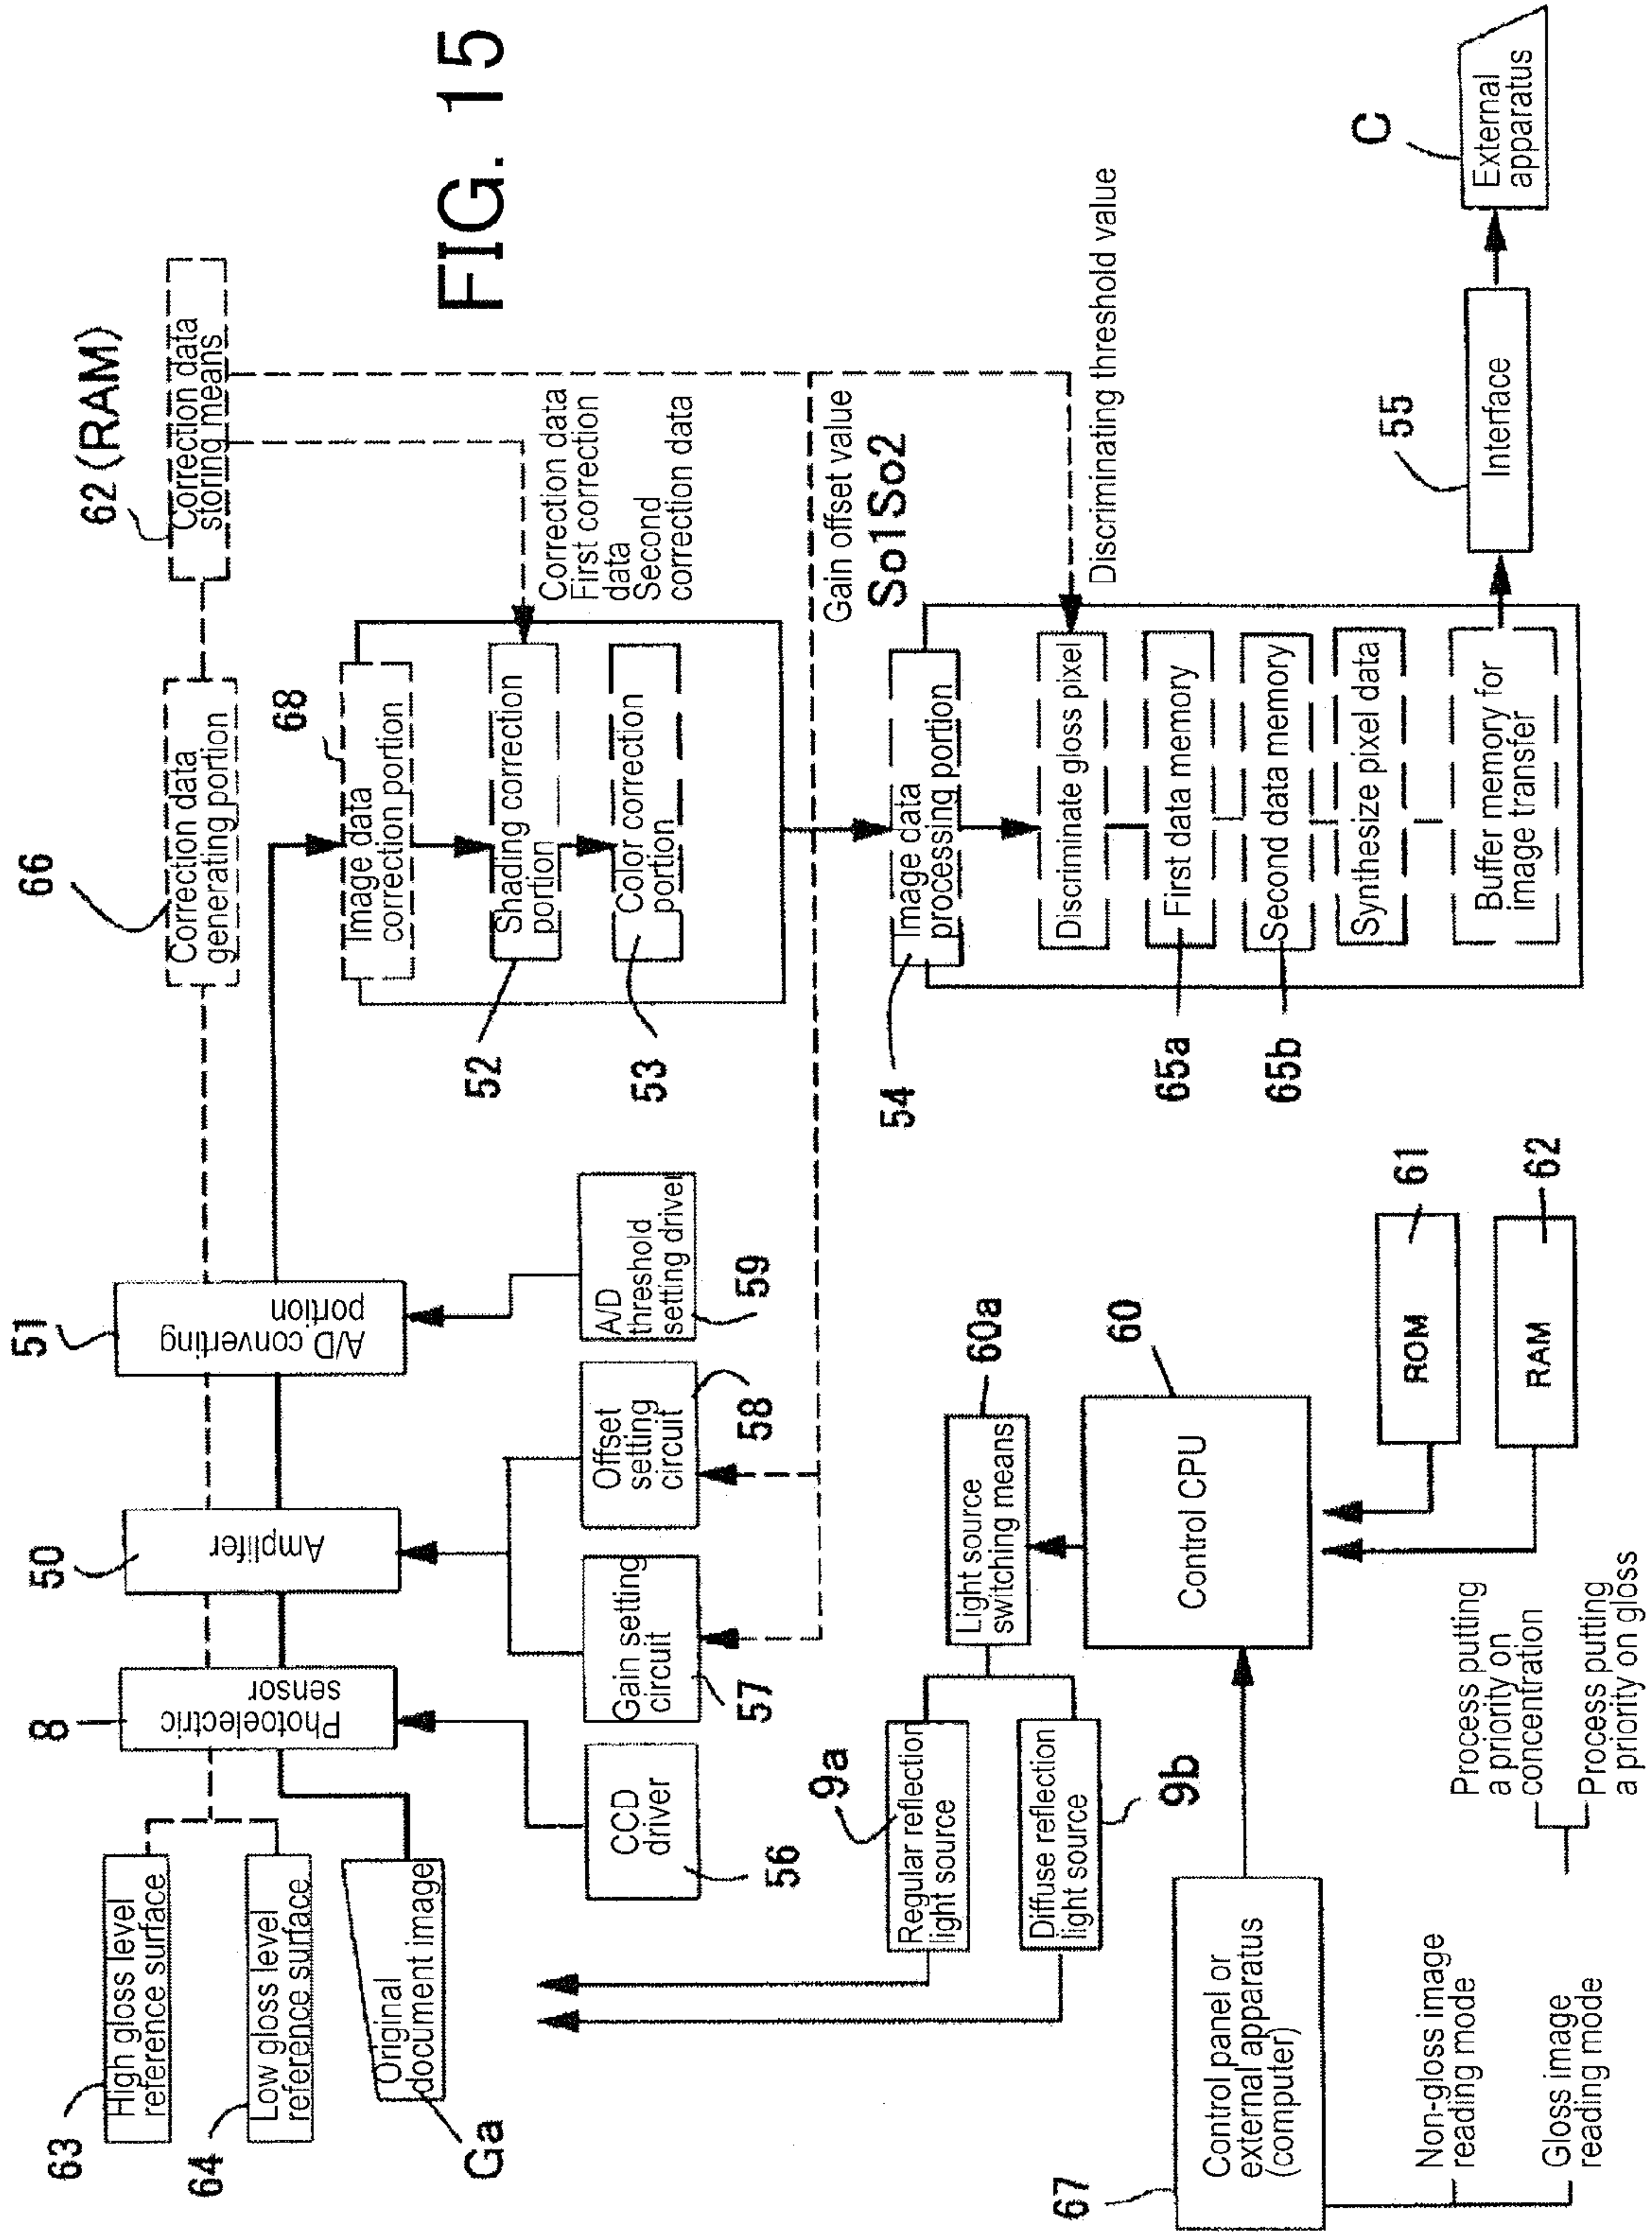 FIG. 15
63
High gloss level
reference surface
64
Low gloss level
reference surface
Original
document image
Ga
8
Photoelectric
sensor
50
Amplifer
51
A/D converting
portion
66
Correction data
generating portion
62 (RAM)
Correction data
storing means
56
CCD
driver
57
Gain setting
circuit
58
Offset
setting
circuit
59
A/D
threshold
setting driver
68
Image data
correction portion
52
Shading correction
portion
53
Color correction
portion
Correction data
First correction
data
Second
correction data
Gain offset value
So1So2
54
Image data
processing portion
Discriminate gloss pixel
Discriminating threshold value
65a
First data memory
65b
Second data memory
Synthesize pixel data
Buffer memory for
image transfer
55
Interface
C
External
apparatus
9a
Regular reflection
light source
9b
Diffuse reflection
light source
60a
Light source
switching means
60
Control CPU
61
ROM
62
RAM
67
Control panel or
external apparatus
(computer)
Non-gloss image
reading mode
Gloss image
reading mode
Process putting
a priority on
concentration
Process putting
a priority on gloss